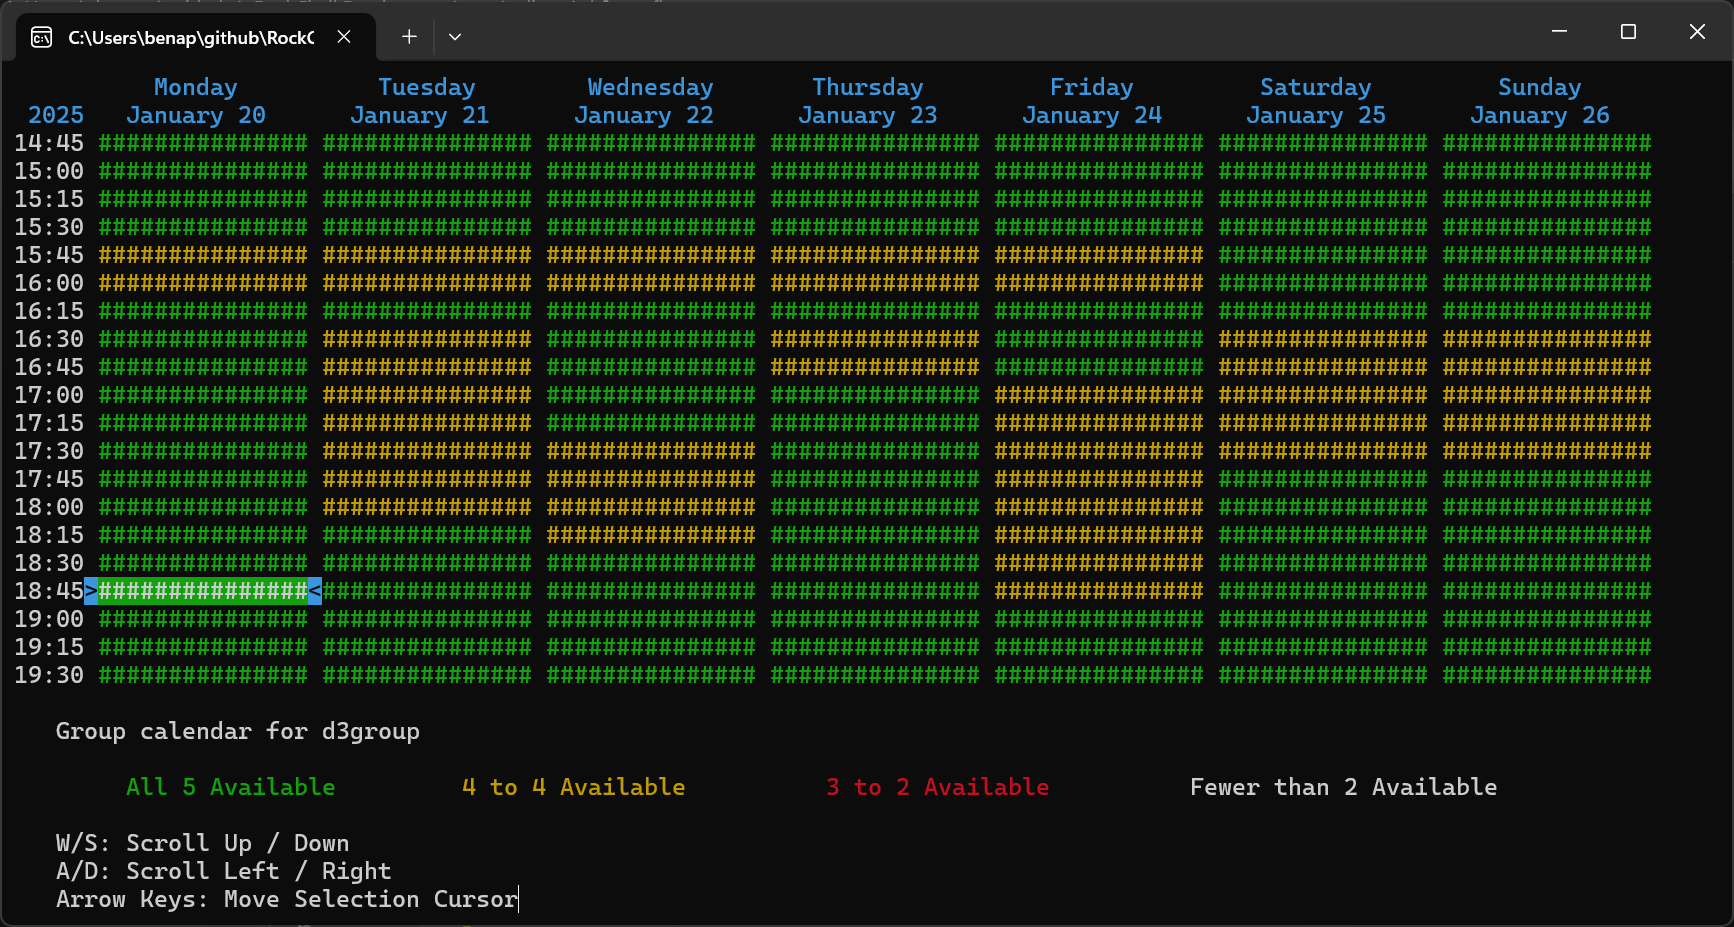 C:\Users\benap\github\RockC
Monday Tuesday Wednesday Thursday Friday Saturday Sunday
2025 January 20 January 21 January 22 January 23 January 24 January 25 January 26
14:45 ############### ############### ############### ############### ############### ############### ###############
15:00 ############### ############### ############### ############### ############### ############### ###############
15:15 ############### ############### ############### ############### ############### ############### ###############
15:30 ############### ############### ############### ############### ############### ############### ###############
15:45 ############### ############### ############### ############### ############### ############### ###############
16:00 ############### ############### ############### ############### ############### ############### ###############
16:15 ############### ############### ############### ############### ############### ############### ###############
16:30 ############### ############### ############### ############### ############### ############### ###############
16:45 ############### ############### ############### ############### ############### ############### ###############
17:00 ############### ############### ############### ############### ############### ############### ###############
17:15 ############### ############### ############### ############### ############### ############### ###############
17:30 ############### ############### ############### ############### ############### ############### ###############
17:45 ############### ############### ############### ############### ############### ############### ###############
18:00 ############### ############### ############### ############### ############### ############### ###############
18:15 ############### ############### ############### ############### ############### ############### ###############
18:30 ############### ############### ############### ############### ############### ############### ###############
18:45>###############<############### ############### ############### ############### ############### ###############
19:00 ############### ############### ############### ############### ############### ############### ###############
19:15 ############### ############### ############### ############### ############### ############### ###############
19:30 ############### ############### ############### ############### ############### ############### ###############
Group calendar for d3group
All 5 Available 4 to 4 Available 3 to 2 Available Fewer than 2 Available
W/S: Scroll Up / Down
A/D: Scroll Left / Right
Arrow Keys: Move Selection Cursor